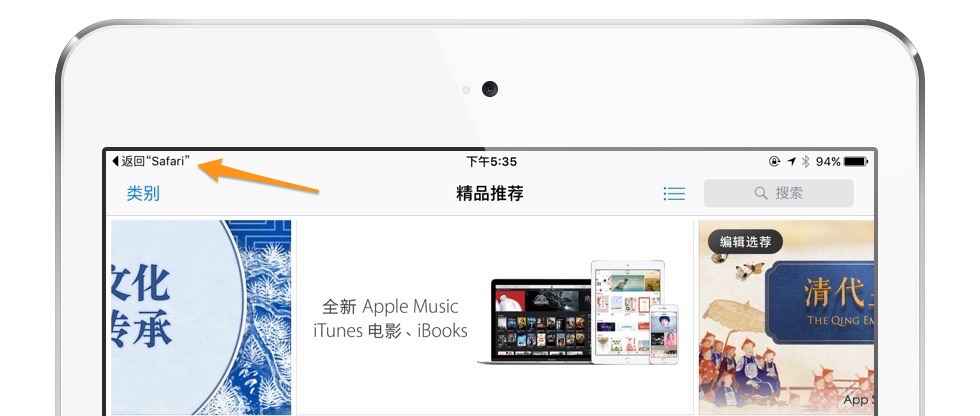 返回“Safari”
下午5:35
94%
类别
精品推荐
搜索
文化
传承
全新 Apple Music
iTunes 电影、iBooks
编辑选荐
清代
THE QING
App